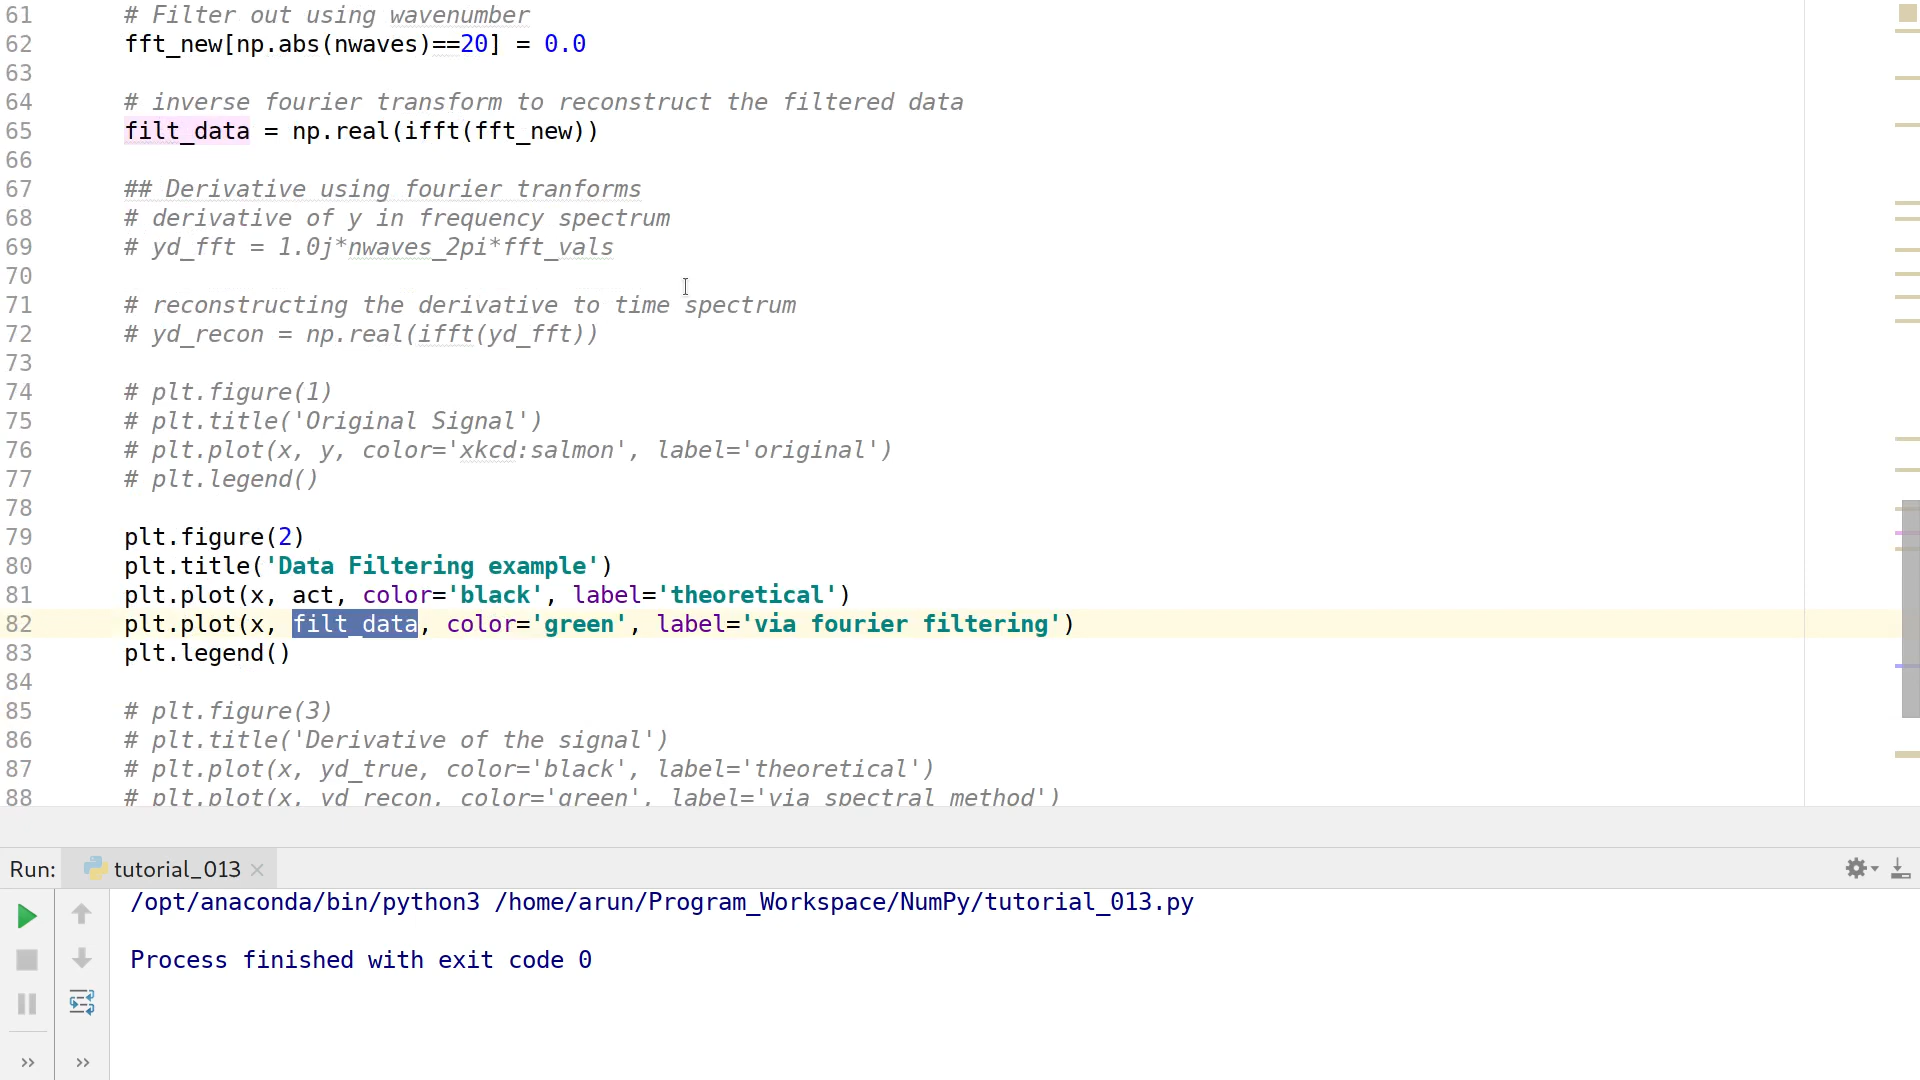 61 # Filter out using wavenumber
62 fft_new[np.abs(nwaves)==20] = 0.0
63
64 # inverse fourier transform to reconstruct the filtered data
65 filt_data = np.real(ifft(fft_new))
66
67 ## Derivative using fourier tranforms
68 # derivative of y in frequency spectrum
69 # yd_fft = 1.0j*nwaves_2pi*fft_vals
70
71 # reconstructing the derivative to time spectrum
72 # yd_recon = np.real(ifft(yd_fft))
73
74 # plt.figure(1)
75 # plt.title('Original Signal')
76 # plt.plot(x, y, color='xkcd:salmon', label='original')
77 # plt.legend()
78
79 plt.figure(2)
80 plt.title('Data Filtering example')
81 plt.plot(x, act, color='black', label='theoretical')
82 plt.plot(x, filt_data, color='green', label='via fourier filtering')
83 plt.legend()
84
85 # plt.figure(3)
86 # plt.title('Derivative of the signal')
87 # plt.plot(x, yd_true, color='black', label='theoretical')
88 # plt.plot(x, yd_recon, color='green', label='via spectral method')
Run: tutorial_013
/opt/anaconda/bin/python3 /home/arun/Program_Workspace/NumPy/tutorial_013.py
Process finished with exit code 0